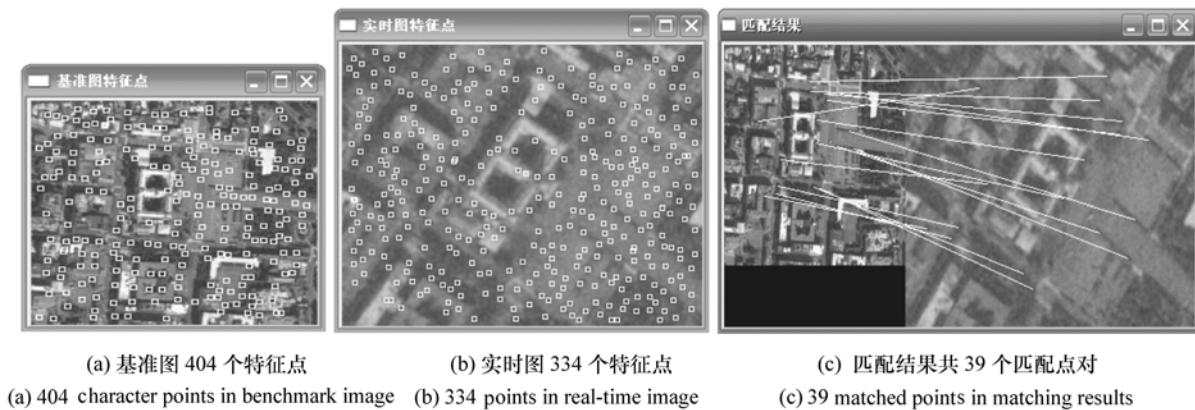 基准图特征点
实时图特征点
匹配结果
(a) 基准图 404 个特征点
(b) 实时图 334 个特征点
(c) 匹配结果共 39 个匹配点对
(a) 404 character points in benchmark image
(b) 334 points in real-time image
(c) 39 matched points in matching results